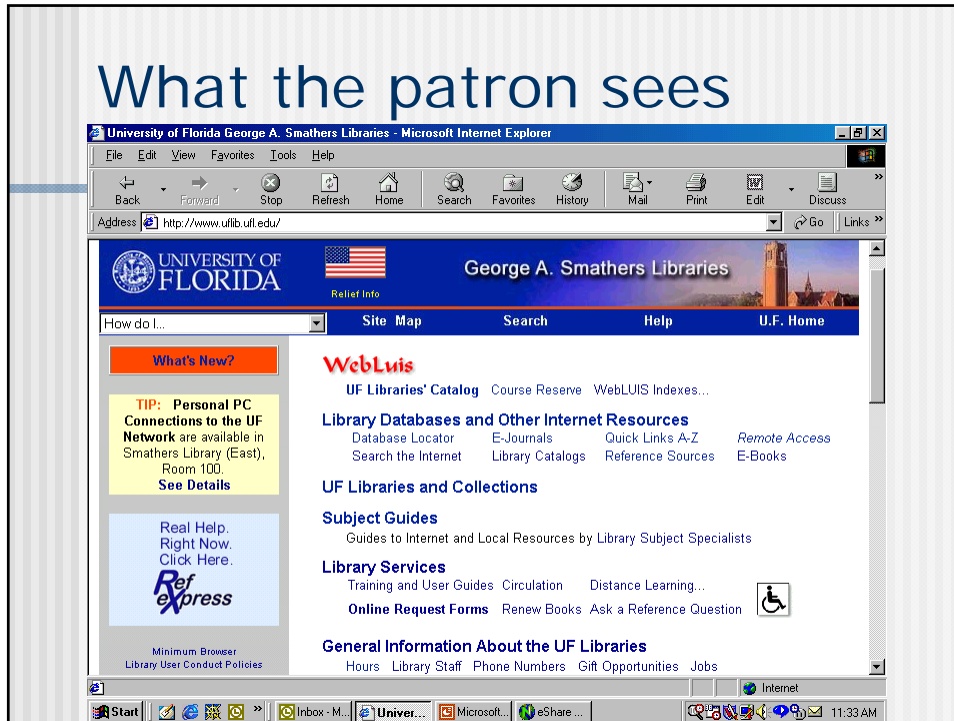 What the patron sees
University of Florida George A. Smathers Libraries - Microsoft Internet Explorer
File Edit View Favorites Tools Help
Back Forward Stop Refresh Home Search Favorites History Mail Print Edit Discuss »
Address http://www.uflib.ufl.edu/ Go Links »
UNIVERSITY OF
FLORIDA
Relief Info
George A. Smathers Libraries
How do I... Site Map Search Help U.F. Home
What's New?
TIP: Personal PC
Connections to the UF
Network are available in
Smathers Library (East),
Room 100.
See Details
Real Help.
Right Now.
Click Here.
Ref
eXpress
Minimum Browser
Library User Conduct Policies
WebLuis
UF Libraries' Catalog Course Reserve WebLUIS Indexes...
Library Databases and Other Internet Resources
Database Locator E-Journals Quick Links A-Z Remote Access
Search the Internet Library Catalogs Reference Sources E-Books
UF Libraries and Collections
Subject Guides
Guides to Internet and Local Resources by Library Subject Specialists
Library Services
Training and User Guides Circulation Distance Learning...
Online Request Forms Renew Books Ask a Reference Question
General Information About the UF Libraries
Hours Library Staff Phone Numbers Gift Opportunities Jobs
Internet
Start » Inbox - M... Univer... Microsoft... eShare ... 11:33 AM